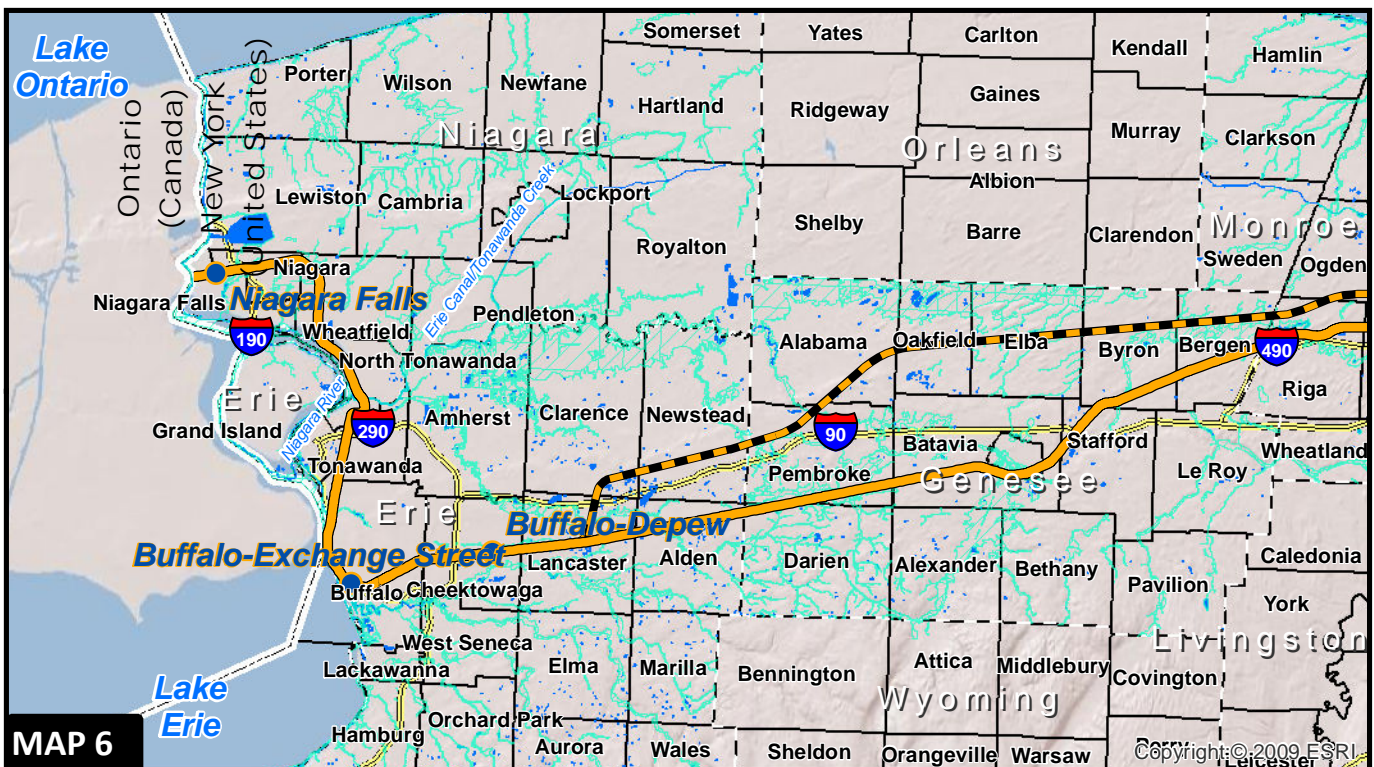 Somerset
Yates
Carlton
Kendall
Hamlin
Lake
Ontario
Porter
Wilson
Newfane
Hartland
Ridgeway
Gaines
Murray
Clarkson
Ontario
(Canada)
New York
(United States)
Niagara
Orleans
Albion
Lewiston
Cambria
Lockport
Erie Canal/Tonawanda Creek
Royalton
Shelby
Barre
Clarendon
Monroe
Sweden
Ogden
Niagara
Niagara Falls
Niagara Falls
Pendleton
190
Wheatfield
North Tonawanda
Alabama
Oakfield
Elba
Byron
Bergen
490
Riga
Erie
Grand Island
Niagara River
290
Amherst
Clarence
Newstead
90
Batavia
Stafford
Wheatland
Tonawanda
Pembroke
Genesee
Le Roy
Erie
Buffalo-Depew
Buffalo-Exchange Street
Lancaster
Alden
Darien
Alexander
Bethany
Pavilion
Caledonia
Buffalo
Cheektowaga
York
West Seneca
Lackawanna
Elma
Marilla
Bennington
Attica
Middlebury
Covington
Livingston
Lake
Erie
Wyoming
MAP 6
Hamburg
Orchard Park
Aurora
Wales
Sheldon
Orangeville
Warsaw
Perry
Leicester
Copyright:© 2009 ESRI